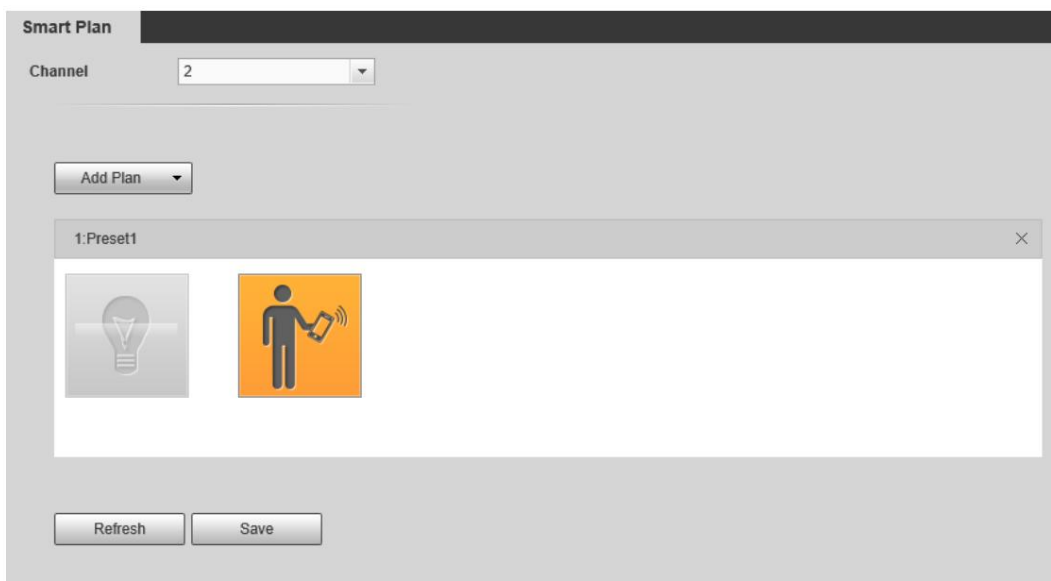 Smart Plan
Channel 2
Add Plan
1:Preset1
Refresh Save